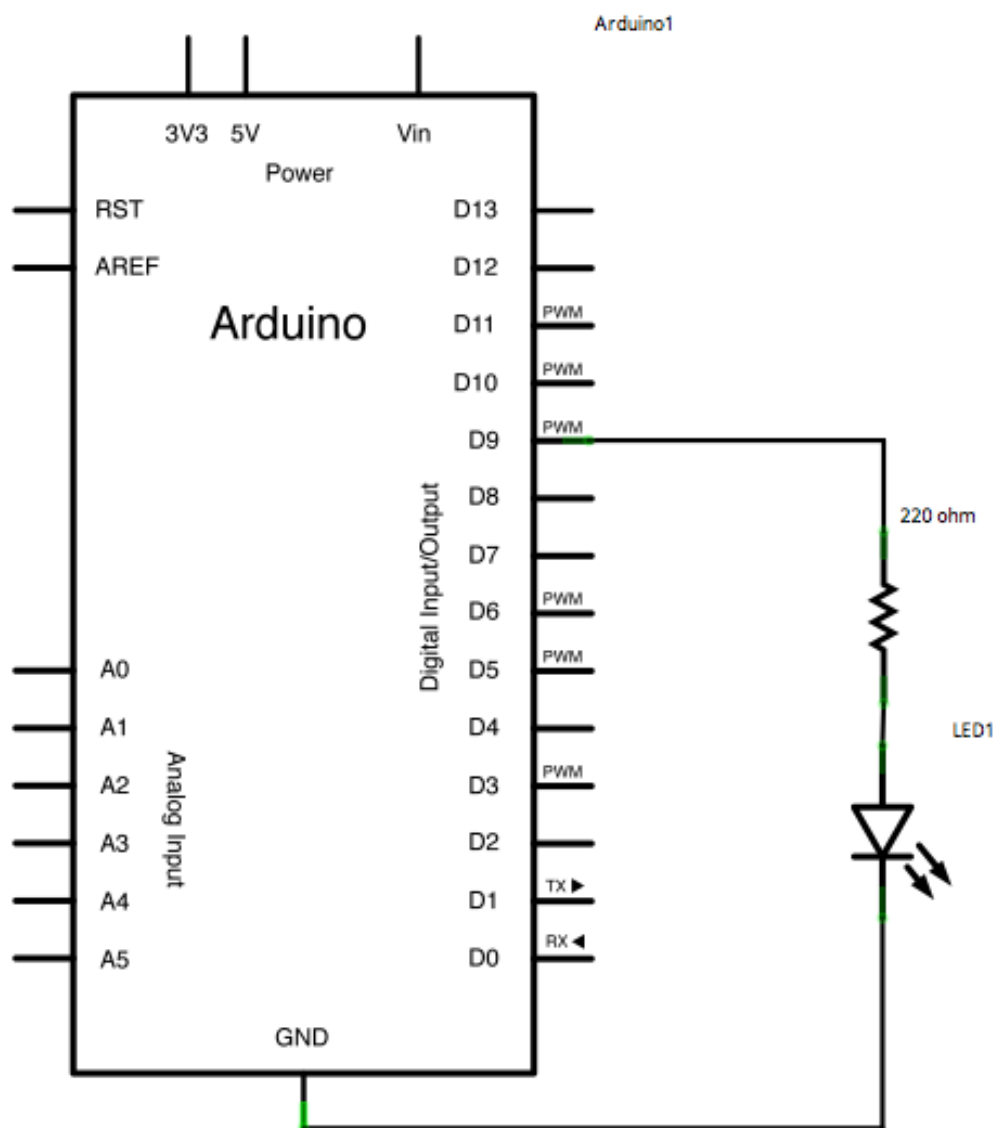 Arduino1
3V3 5V Vin
Power
RST D13
AREF D12
Arduino
D11 PWM
D10 PWM
D9 PWM
D8
220 ohm
Digital Input/Output
D7
D6 PWM
A0 D5 PWM
A1 D4
LED1
A2 D3 PWM
Analog Input
A3 D2
A4 D1 TX
A5 D0 RX
GND